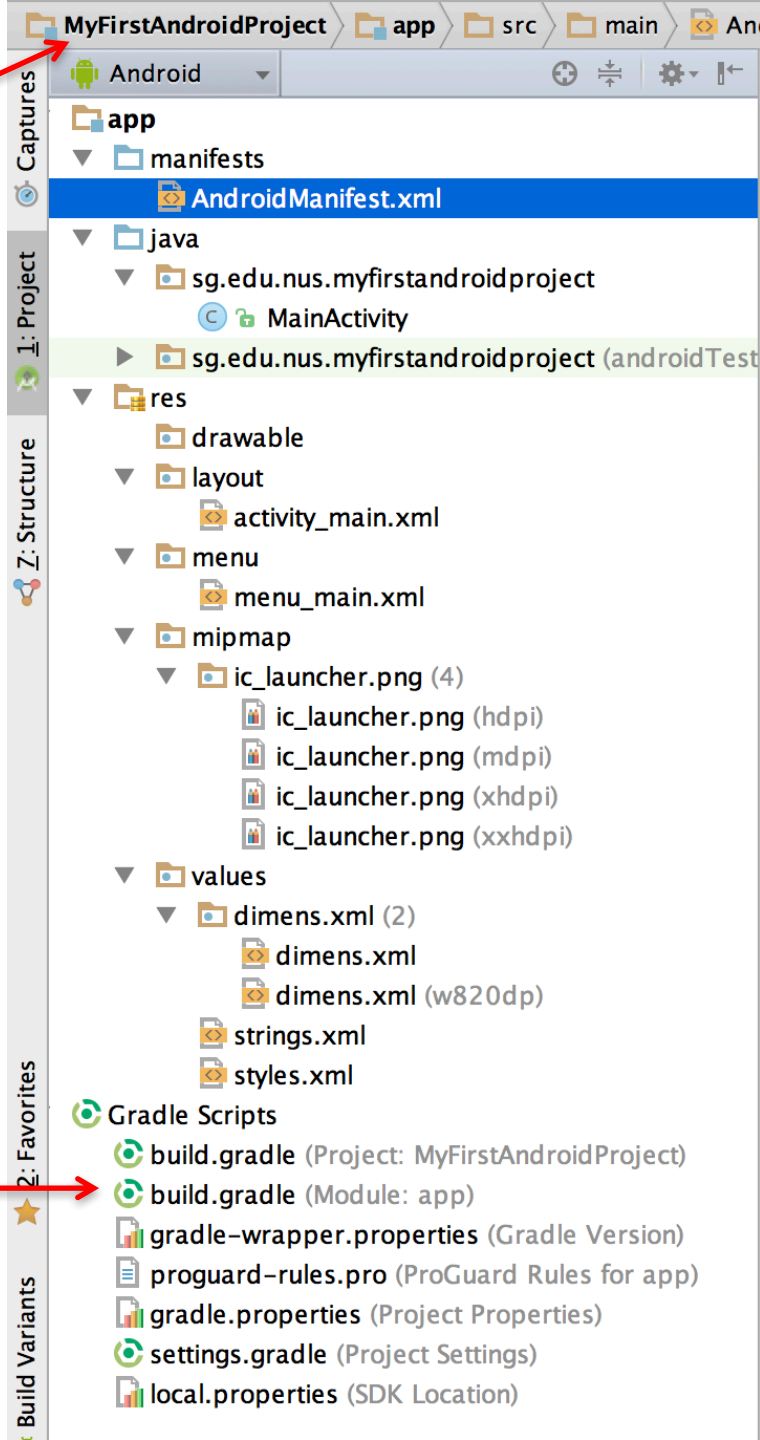 MyFirstAndroidProject app src main An
Android
app
manifests
AndroidManifest.xml
java
sg.edu.nus.myfirstandroidproject
C MainActivity
sg.edu.nus.myfirstandroidproject (androidTest
res
drawable
layout
activity_main.xml
menu
menu_main.xml
mipmap
ic_launcher.png (4)
ic_launcher.png (hdpi)
ic_launcher.png (mdpi)
ic_launcher.png (xhdpi)
ic_launcher.png (xxhdpi)
values
dimens.xml (2)
dimens.xml
dimens.xml (w820dp)
strings.xml
styles.xml
Gradle Scripts
build.gradle (Project: MyFirstAndroidProject)
build.gradle (Module: app)
gradle-wrapper.properties (Gradle Version)
proguard-rules.pro (ProGuard Rules for app)
gradle.properties (Project Properties)
settings.gradle (Project Settings)
local.properties (SDK Location)
Captures
1: Project
7: Structure
2: Favorites
Build Variants